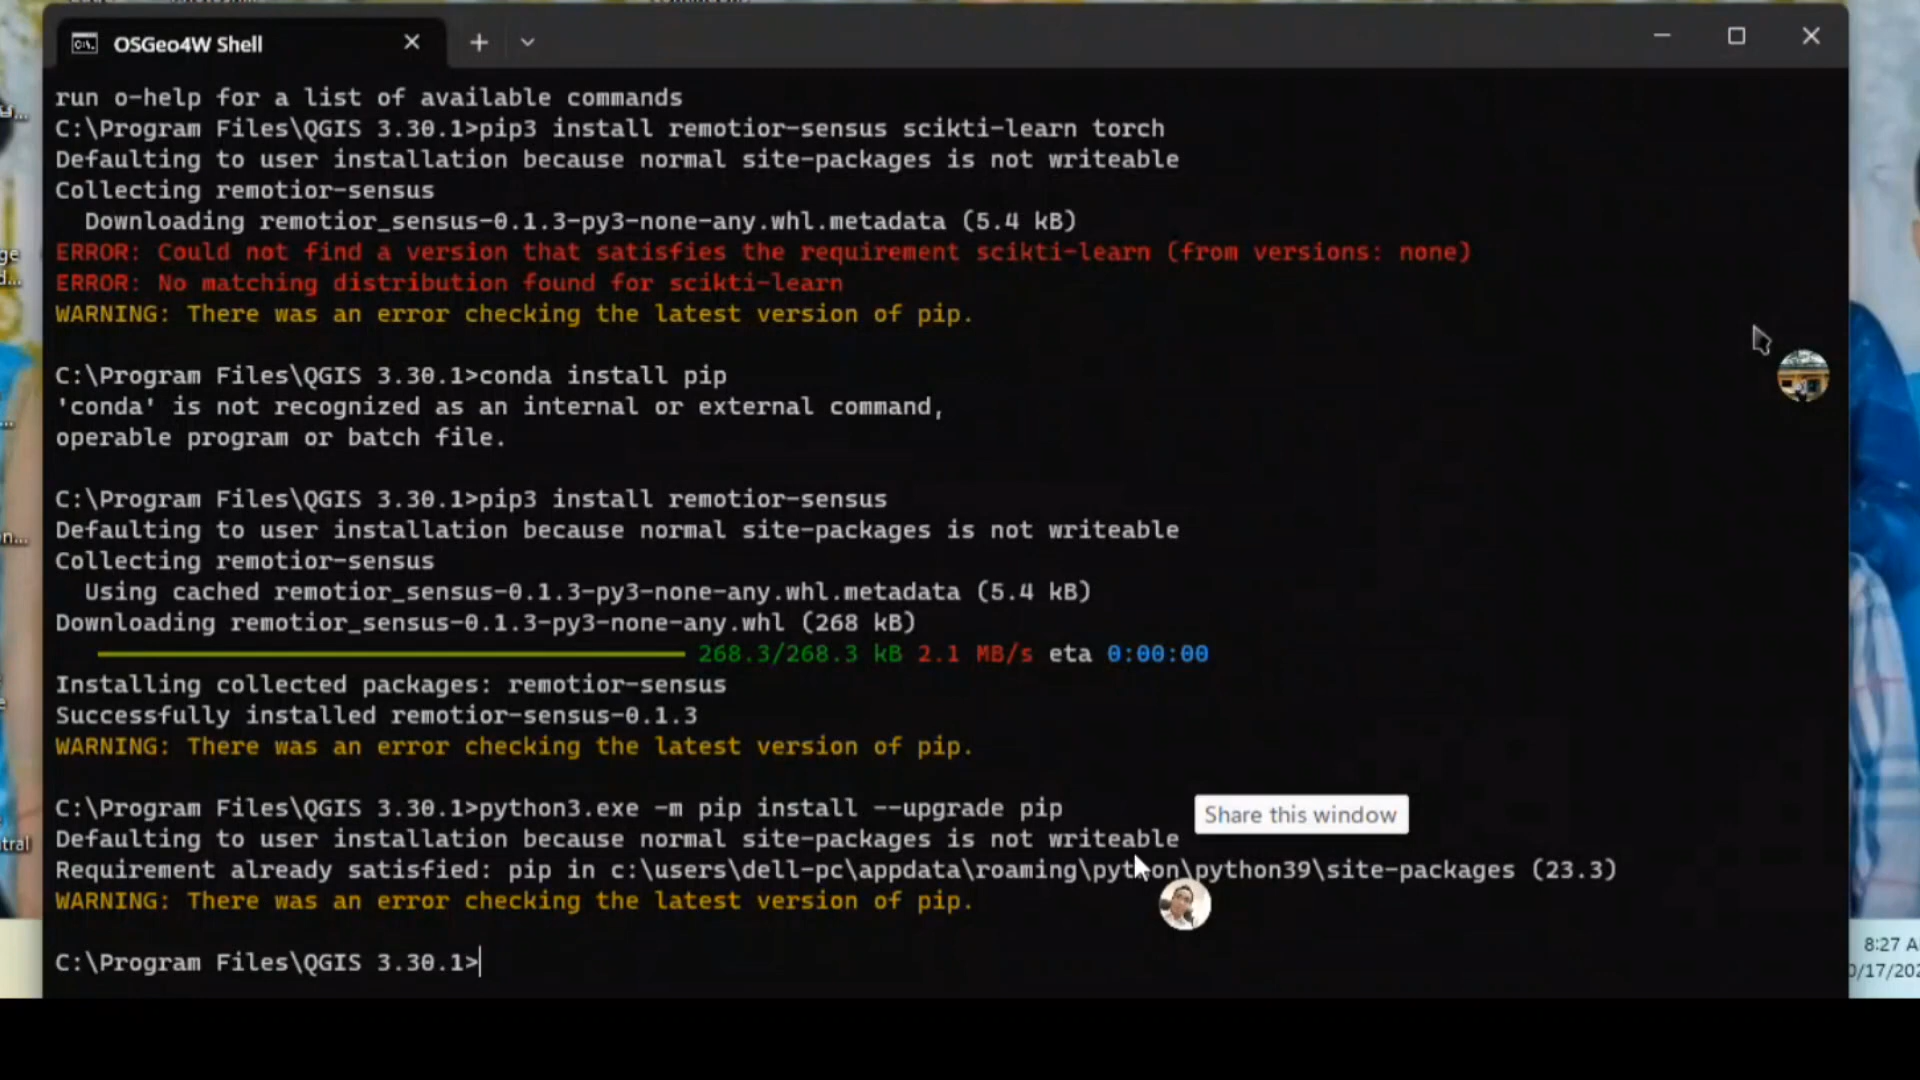 OSGeo4W Shell
run o-help for a list of available commands
C:\Program Files\QGIS 3.30.1>pip3 install remotior-sensus scikti-learn torch
Defaulting to user installation because normal site-packages is not writeable
Collecting remotior-sensus
Downloading remotior_sensus-0.1.3-py3-none-any.whl.metadata (5.4 kB)
ERROR: Could not find a version that satisfies the requirement scikti-learn (from versions: none)
ERROR: No matching distribution found for scikti-learn
WARNING: There was an error checking the latest version of pip.
C:\Program Files\QGIS 3.30.1>conda install pip
'conda' is not recognized as an internal or external command,
operable program or batch file.
C:\Program Files\QGIS 3.30.1>pip3 install remotior-sensus
Defaulting to user installation because normal site-packages is not writeable
Collecting remotior-sensus
Using cached remotior_sensus-0.1.3-py3-none-any.whl.metadata (5.4 kB)
Downloading remotior_sensus-0.1.3-py3-none-any.whl (268 kB)
268.3/268.3 kB 2.1 MB/s eta 0:00:00
Installing collected packages: remotior-sensus
Successfully installed remotior-sensus-0.1.3
WARNING: There was an error checking the latest version of pip.
C:\Program Files\QGIS 3.30.1>python3.exe -m pip install --upgrade pip
Share this window
Defaulting to user installation because normal site-packages is not writeable
Requirement already satisfied: pip in c:\users\dell-pc\appdata\roaming\python\python39\site-packages (23.3)
WARNING: There was an error checking the latest version of pip.
C:\Program Files\QGIS 3.30.1>
8:27 A
0/17/202